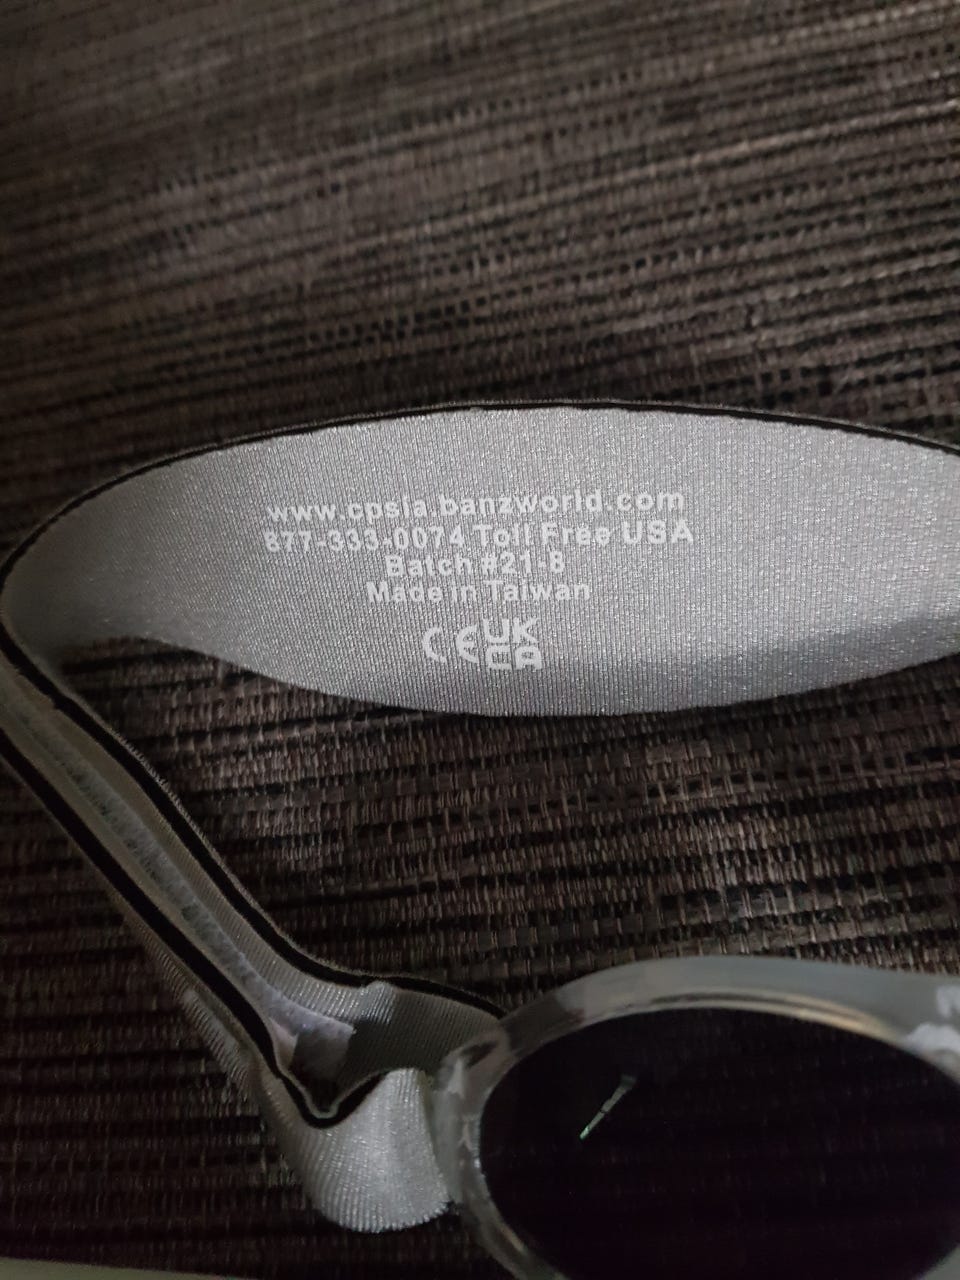 www.cpsia.banzworld.com
877-333-0074 Toll Free USA
Batch #21-8
Made in Taiwan
CE UK
CA